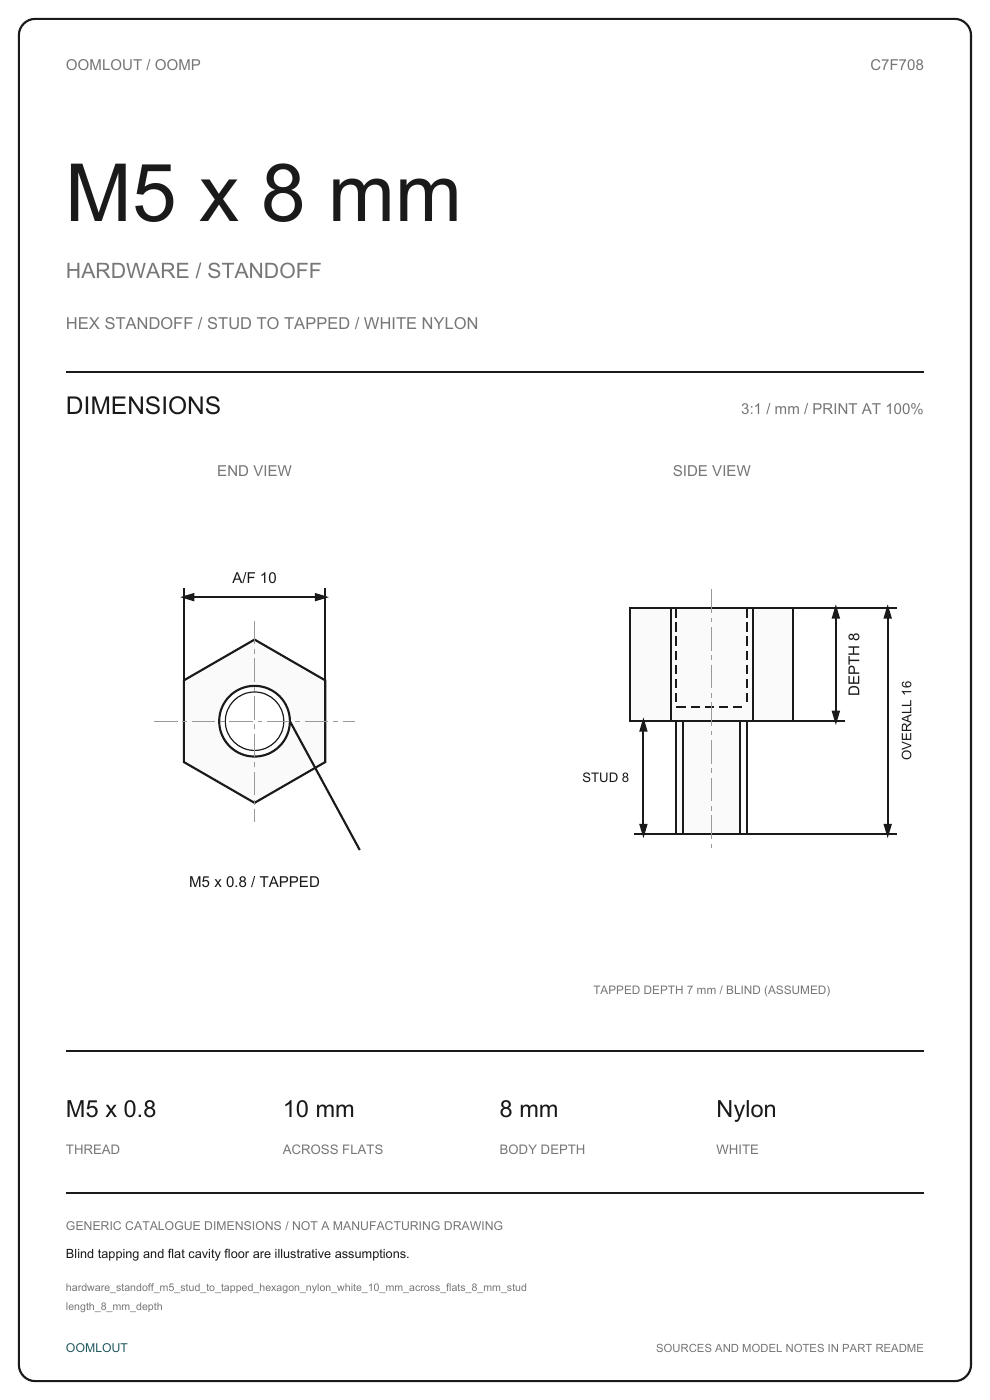 OOMLOUT / OOMP
C7F708
M5 x 8 mm
HARDWARE / STANDOFF
HEX STANDOFF / STUD TO TAPPED / WHITE NYLON
DIMENSIONS
3:1 / mm / PRINT AT 100%
END VIEW
SIDE VIEW
A/F 10
DEPTH 8
OVERALL 16
STUD 8
M5 x 0.8 / TAPPED
TAPPED DEPTH 7 mm / BLIND (ASSUMED)
M5 x 0.8
10 mm
8 mm
Nylon
THREAD
ACROSS FLATS
BODY DEPTH
WHITE
GENERIC CATALOGUE DIMENSIONS / NOT A MANUFACTURING DRAWING
Blind tapping and flat cavity floor are illustrative assumptions.
hardware_standoff_m5_stud_to_tapped_hexagon_nylon_white_10_mm_across_flats_8_mm_stud
length_8_mm_depth
OOMLOUT
SOURCES AND MODEL NOTES IN PART README